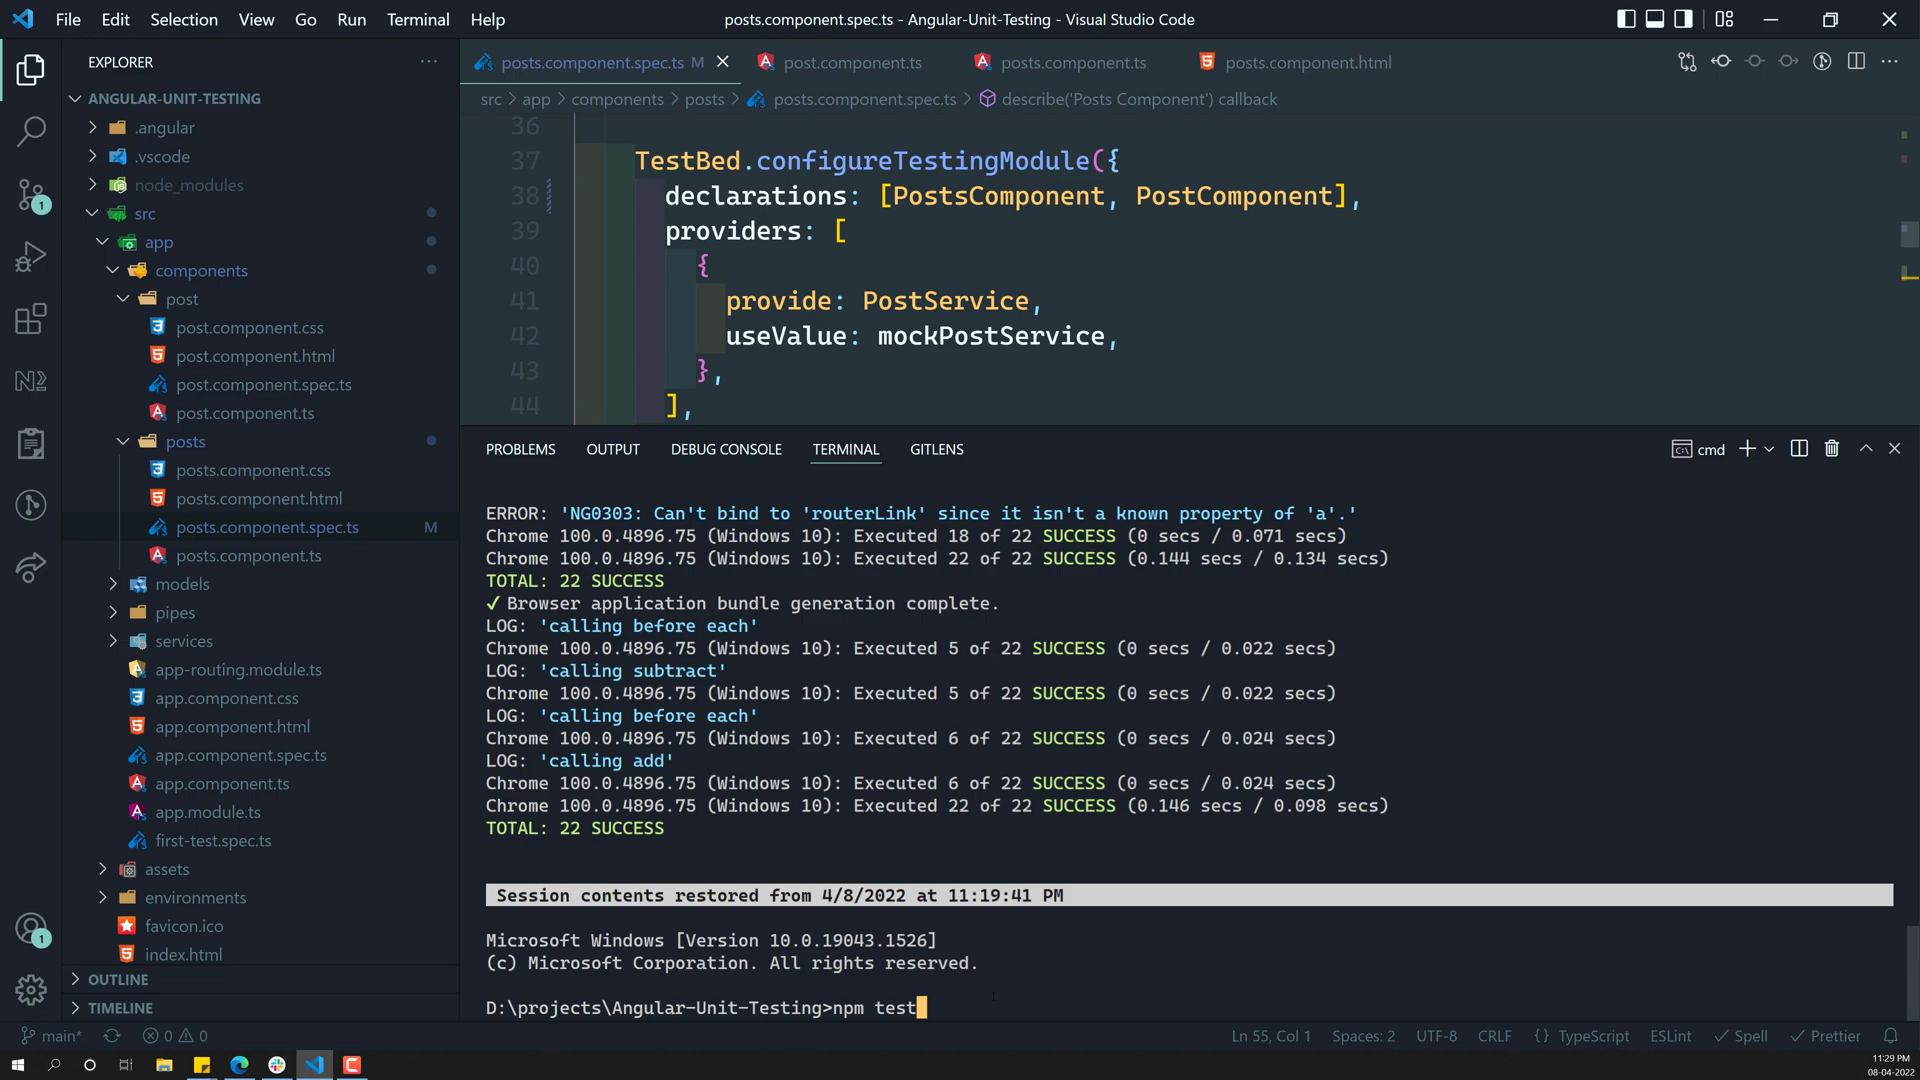 File Edit Selection View Go Run Terminal Help
posts.component.spec.ts - Angular-Unit-Testing - Visual Studio Code
EXPLORER
ANGULAR-UNIT-TESTING
.angular
.vscode
node_modules
src
app
components
post
post.component.css
post.component.html
post.component.spec.ts
post.component.ts
posts
posts.component.css
posts.component.html
posts.component.spec.ts M
posts.component.ts
models
pipes
services
app-routing.module.ts
app.component.css
app.component.html
app.component.spec.ts
app.component.ts
app.module.ts
first-test.spec.ts
assets
environments
favicon.ico
index.html
OUTLINE
TIMELINE
1
1
posts.component.spec.ts M post.component.ts posts.component.ts posts.component.html
src > app > components > posts > posts.component.spec.ts > describe('Posts Component') callback
36
37 TestBed.configureTestingModule({
38 declarations: [PostsComponent, PostComponent],
39 providers: [
40 {
41 provide: PostService,
42 useValue: mockPostService,
43 },
44 ],
PROBLEMS OUTPUT DEBUG CONSOLE TERMINAL GITLENS
cmd
ERROR: 'NG0303: Can't bind to 'routerLink' since it isn't a known property of 'a'.'
Chrome 100.0.4896.75 (Windows 10): Executed 18 of 22 SUCCESS (0 secs / 0.071 secs)
Chrome 100.0.4896.75 (Windows 10): Executed 22 of 22 SUCCESS (0.144 secs / 0.134 secs)
TOTAL: 22 SUCCESS
✓ Browser application bundle generation complete.
LOG: 'calling before each'
Chrome 100.0.4896.75 (Windows 10): Executed 5 of 22 SUCCESS (0 secs / 0.022 secs)
LOG: 'calling subtract'
Chrome 100.0.4896.75 (Windows 10): Executed 5 of 22 SUCCESS (0 secs / 0.022 secs)
LOG: 'calling before each'
Chrome 100.0.4896.75 (Windows 10): Executed 6 of 22 SUCCESS (0 secs / 0.024 secs)
LOG: 'calling add'
Chrome 100.0.4896.75 (Windows 10): Executed 6 of 22 SUCCESS (0 secs / 0.024 secs)
Chrome 100.0.4896.75 (Windows 10): Executed 22 of 22 SUCCESS (0.146 secs / 0.098 secs)
TOTAL: 22 SUCCESS
Session contents restored from 4/8/2022 at 11:19:41 PM
Microsoft Windows [Version 10.0.19043.1526]
(c) Microsoft Corporation. All rights reserved.
D:\projects\Angular-Unit-Testing>npm test
main* 0 0 Ln 55, Col 1 Spaces: 2 UTF-8 CRLF {} TypeScript ESLint ✓ Spell ✓ Prettier
11:29 PM
08-04-2022